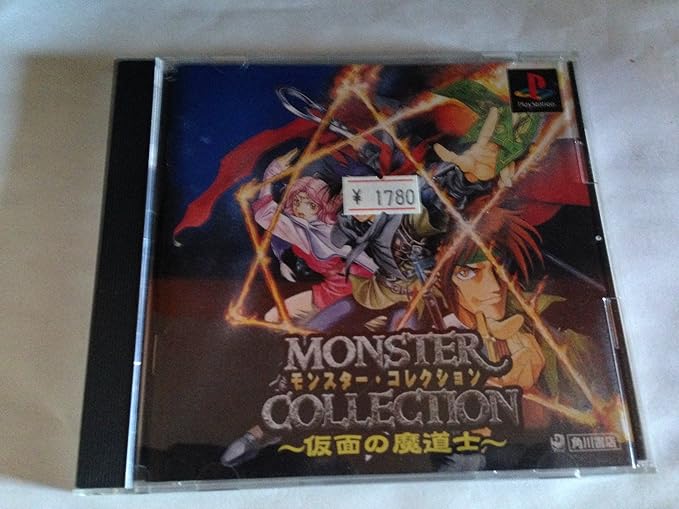 PlayStation
¥ 1780
MONSTER
モンスター・コレクション
COLLECTION
～仮面の魔道士～
角川書店